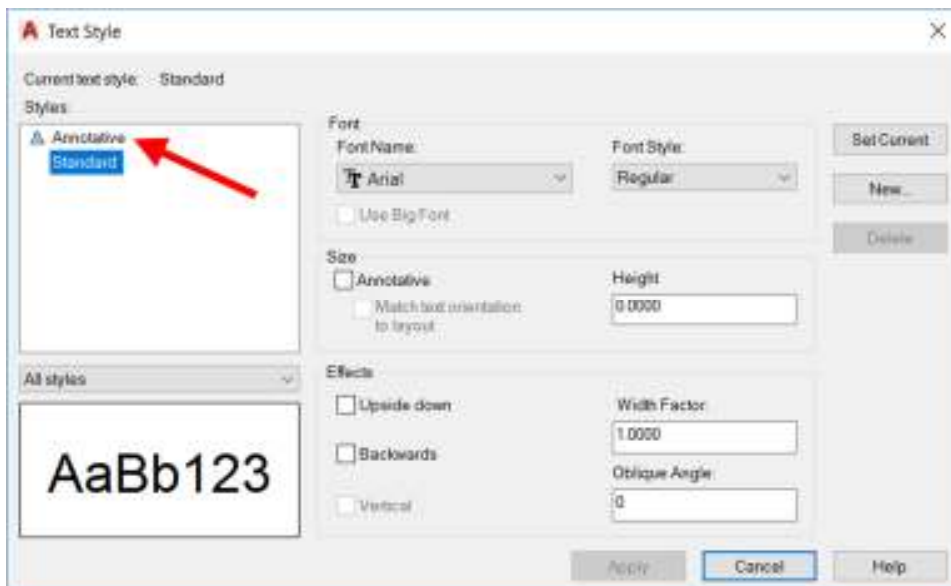 Text Style
Current text style: Standard
Styles:
Annotative
Standard
All styles
AaBb123
Font
Font Name:
Arial
Use Big Font
Font Style:
Regular
Size
Annotative
Match text orientation
to layout
Height
0.0000
Effects
Upside down
Backwards
Vertical
Width Factor:
1.0000
Oblique Angle:
0
Set Current
New...
Delete
Apply
Cancel
Help